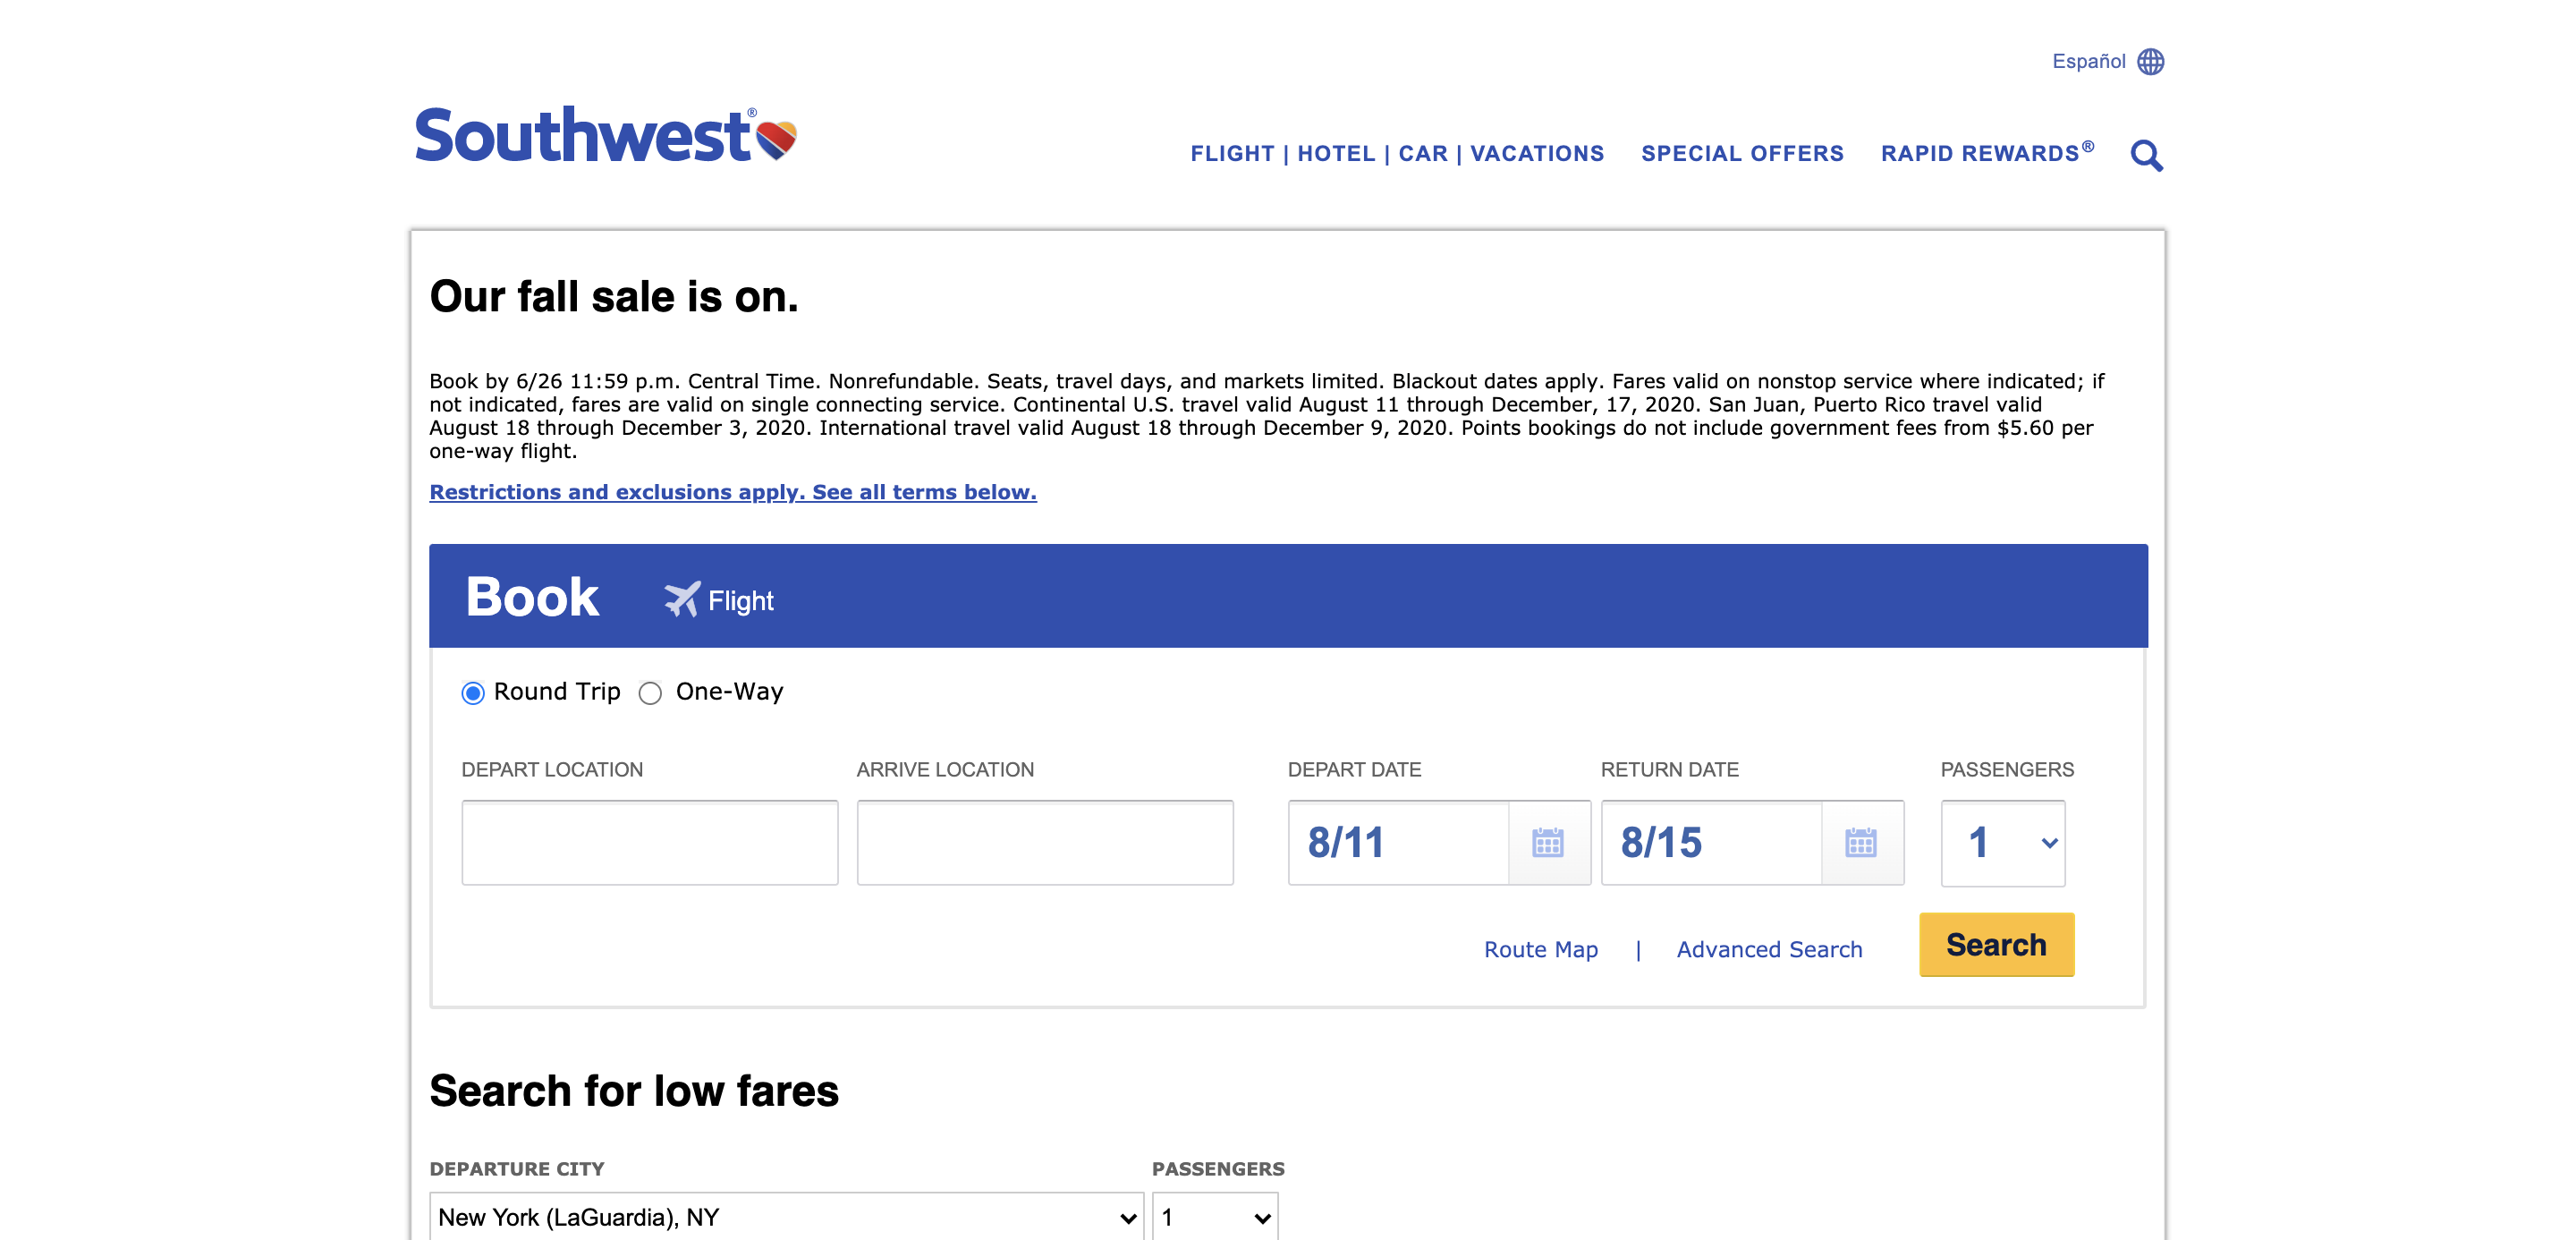 Español
Southwest®
FLIGHT | HOTEL | CAR | VACATIONS SPECIAL OFFERS RAPID REWARDS®
Our fall sale is on.
Book by 6/26 11:59 p.m. Central Time. Nonrefundable. Seats, travel days, and markets limited. Blackout dates apply. Fares valid on nonstop service where indicated; if
not indicated, fares are valid on single connecting service. Continental U.S. travel valid August 11 through December, 17, 2020. San Juan, Puerto Rico travel valid
August 18 through December 3, 2020. International travel valid August 18 through December 9, 2020. Points bookings do not include government fees from $5.60 per
one-way flight.
Restrictions and exclusions apply. See all terms below.
Book Flight
Round Trip One-Way
DEPART LOCATION ARRIVE LOCATION DEPART DATE RETURN DATE PASSENGERS
8/11 8/15 1
Route Map | Advanced Search Search
Search for low fares
DEPARTURE CITY PASSENGERS
New York (LaGuardia), NY 1